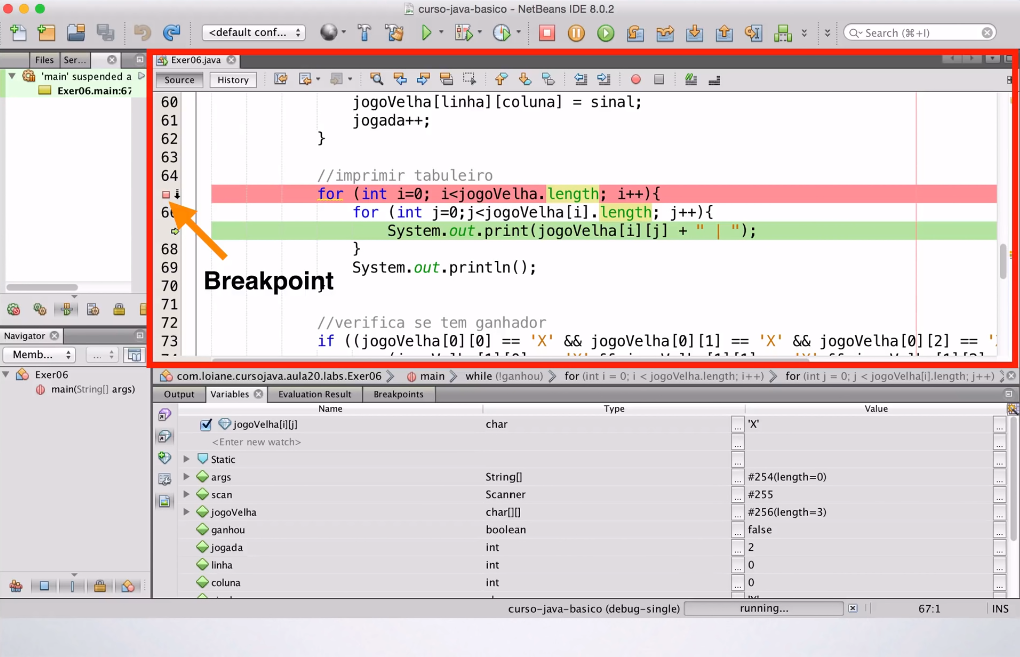 curso-java-basico - NetBeans IDE 8.0.2
<default conf...
Search (⌘+I)
Files
Ser...
Exer06.java
'main' suspended a
Exer06.main:67
Source
History
60 jogoVelha[linha][coluna] = sinal;
61 jogada++;
62 }
63
64 //imprimir tabuleiro
for (int i=0; i<jogoVelha.length; i++){
66 for (int j=0;j<jogoVelha[i].length; j++){
System.out.print(jogoVelha[i][j] + " | ");
68 }
69 System.out.println();
70
71
72 //verifica se tem ganhador
73 if ((jogoVelha[0][0] == 'X' && jogoVelha[0][1] == 'X' && jogoVelha[0][2] == '
Breakpoint
Navigator
Memb...
...
Exer06
main(String[] args)
com.loiane.cursojava.aula20.labs.Exer06
main
while (!ganhou)
for (int i = 0; i < jogoVelha.length; i++)
for (int j = 0; j < jogoVelha[i].length; j++)
Output
Variables
Evaluation Result
Breakpoints
Name Type Value
jogoVelha[i][j] char ... 'X' ...
<Enter new watch> ... ...
Static ...
args String[] ... #254(length=0) ...
scan Scanner ... #255 ...
jogoVelha char[][] ... #256(length=3) ...
ganhou boolean ... false ...
jogada int ... 2 ...
linha int ... 0 ...
coluna int ... 0 ...
curso-java-basico (debug-single)
running...
67:1
INS